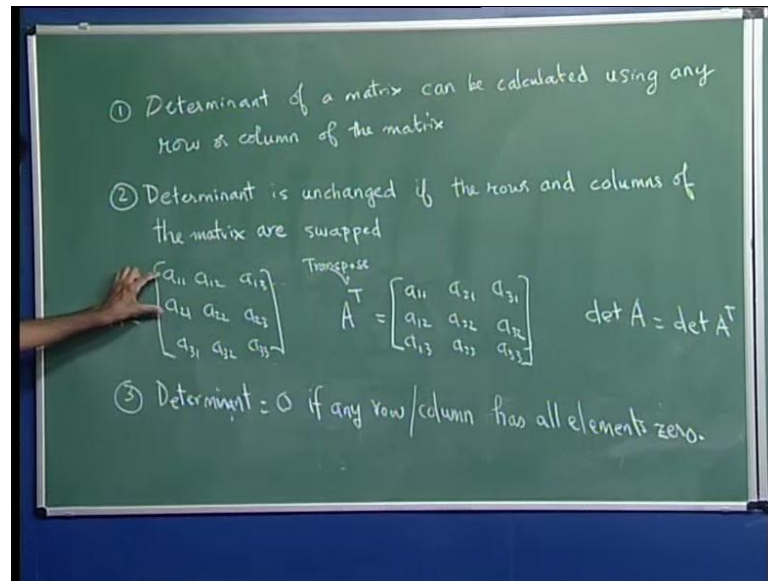 ① Determinant of a matrix can be calculated using any
row or column of the matrix
② Determinant is unchanged if the rows and columns of
the matrix are swapped
Transpose
[a11 a12 a13
a21 a22 a23
a31 a32 a33]
A^T = [a11 a21 a31
a12 a22 a32
a13 a23 a33]
det A = det A^T
③ Determinant = 0 if any row/column has all elements zero.